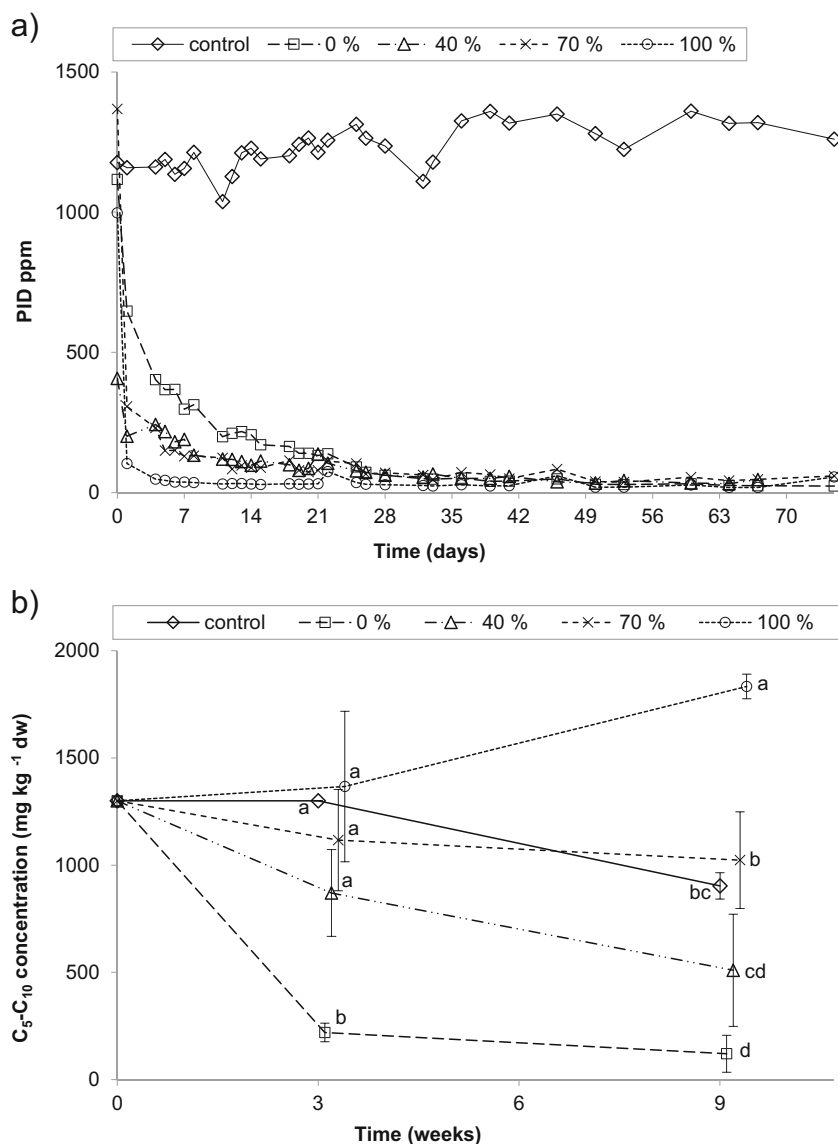 a)
control 0 % 40 % 70 % 100 %
1500
1000
500
0
PID ppm
0 7 14 21 28 35 42 49 56 63 70
Time (days)
b)
control 0 % 40 % 70 % 100 %
2000
1500
1000
500
0
C5-C10 concentration (mg kg -1 dw)
a
a
a
a
a
b
bc
cd
b
d
0 3 6 9
Time (weeks)